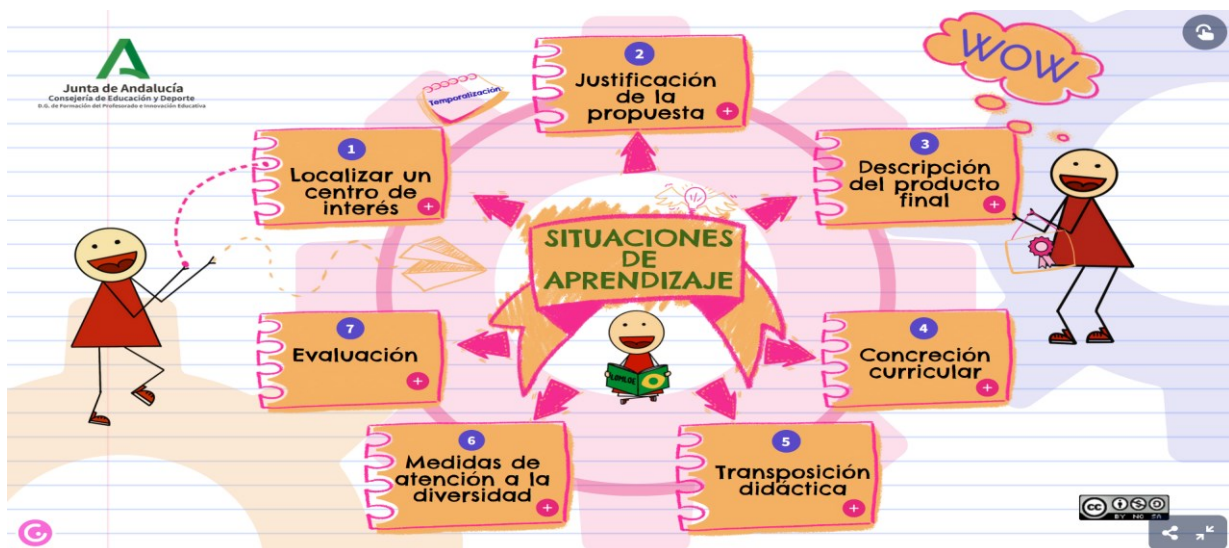 Junta de Andalucía
Consejería de Educación y Deporte
D.G. de Formación del Profesorado e Innovación Educativa
Temporalización
WOW
1
Localizar un
centro de
interés
2
Justificación
de la
propuesta
3
Descripción
del producto
final
SITUACIONES
DE
APRENDIZAJE
LOMLOE
4
Concreción
curricular
5
Transposición
didáctica
6
Medidas de
atención a la
diversidad
7
Evaluación
cc
BY NC SA